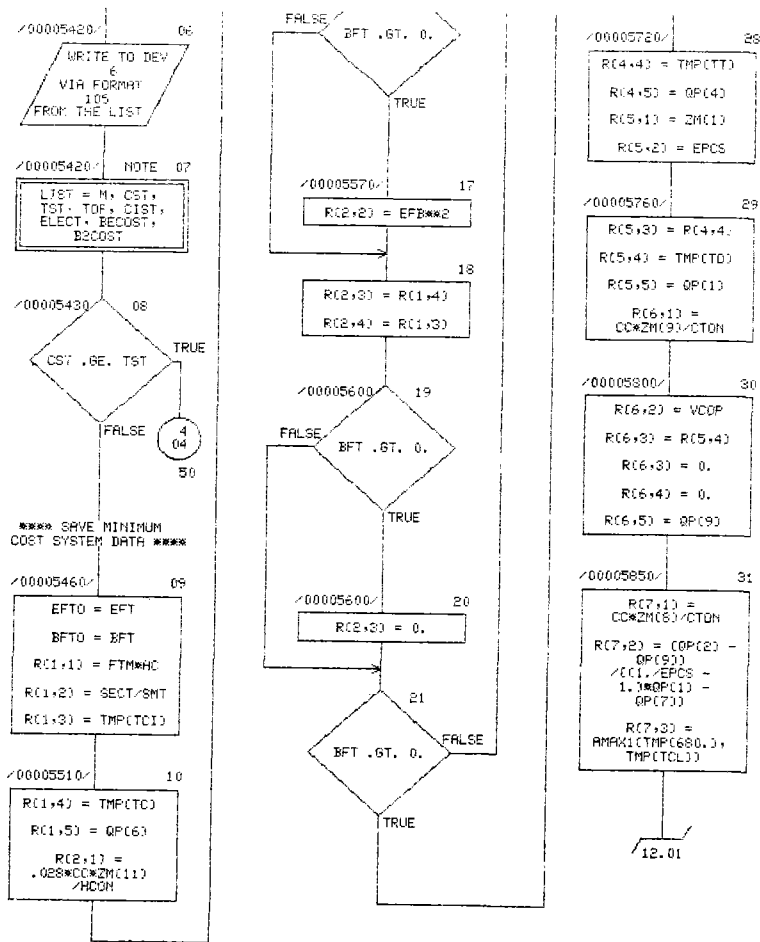 /00005420/ 06
WRITE TO DEV
6
VIA FORMAT
105
FROM THE LIST
/00005420/ NOTE 07
LIST = M, CST,
TST, TOF, CIST,
ELECT, BECOST,
B2COST
/00005430 08
CST .GE. TST
TRUE
FALSE
4
04
50
**** SAVE MINIMUM
COST SYSTEM DATA ****
/00005460/ 09
EFTO = EFT
BFTO = BFT
R(1,1) = FTM*AC
R(1,2) = SECT/SMT
R(1,3) = TMP(TCI)
/00005510/ 10
R(1,4) = TMP(TC)
R(1,5) = QP(6)
R(2,1) =
.028*CC*ZM(11)
/HCON
FALSE
BFT .GT. 0.
TRUE
/00005570/ 17
R(2,2) = EFB**2
18
R(2,3) = R(1,4)
R(2,4) = R(1,3)
/00005600/ 19
FALSE
BFT .GT. 0.
TRUE
/00005600/ 20
R(2,3) = 0.
21
BFT .GT. 0.
FALSE
TRUE
/00005720/ 28
R(4,4) = TMP(TT)
R(4,5) = QP(4)
R(5,1) = ZM(1)
R(5,2) = EPCS
/00005760/ 29
R(5,3) = R(4,4)
R(5,4) = TMP(TD)
R(5,5) = QP(1)
R(6,1) =
CC*ZM(9)/CTON
/00005800/ 30
R(6,2) = VCOP
R(6,3) = R(5,4)
R(6,3) = 0.
R(6,4) = 0.
R(6,5) = QP(9)
/00005850/ 31
R(7,1) =
CC*ZM(8)/CTON
R(7,2) = (QP(2) -
QP(9))
/((1./EPCS -
1.)*QP(1) -
QP(7))
R(7,3) =
AMAX1(TMP(680.),
TMP(TCL))
12.01